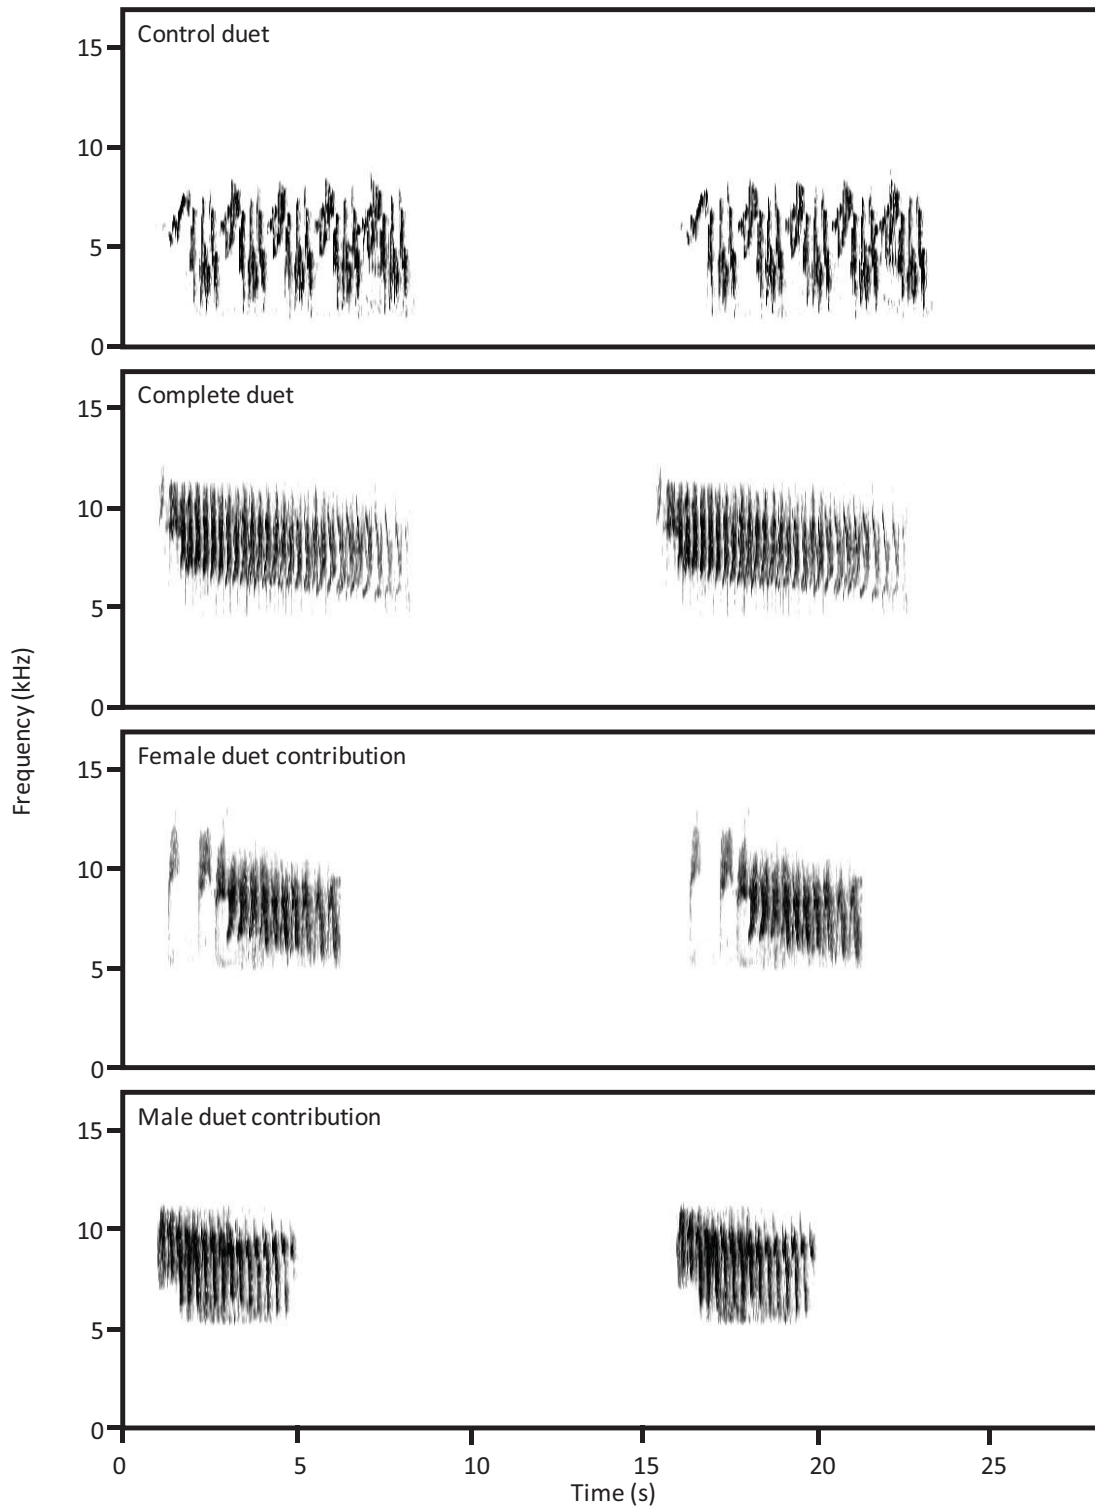 Control duet
15
10
5
0
Complete duet
15
10
5
0
Frequency (kHz)
Female duet contribution
15
10
5
0
Male duet contribution
15
10
5
0
0 5 10 15 20 25
Time (s)